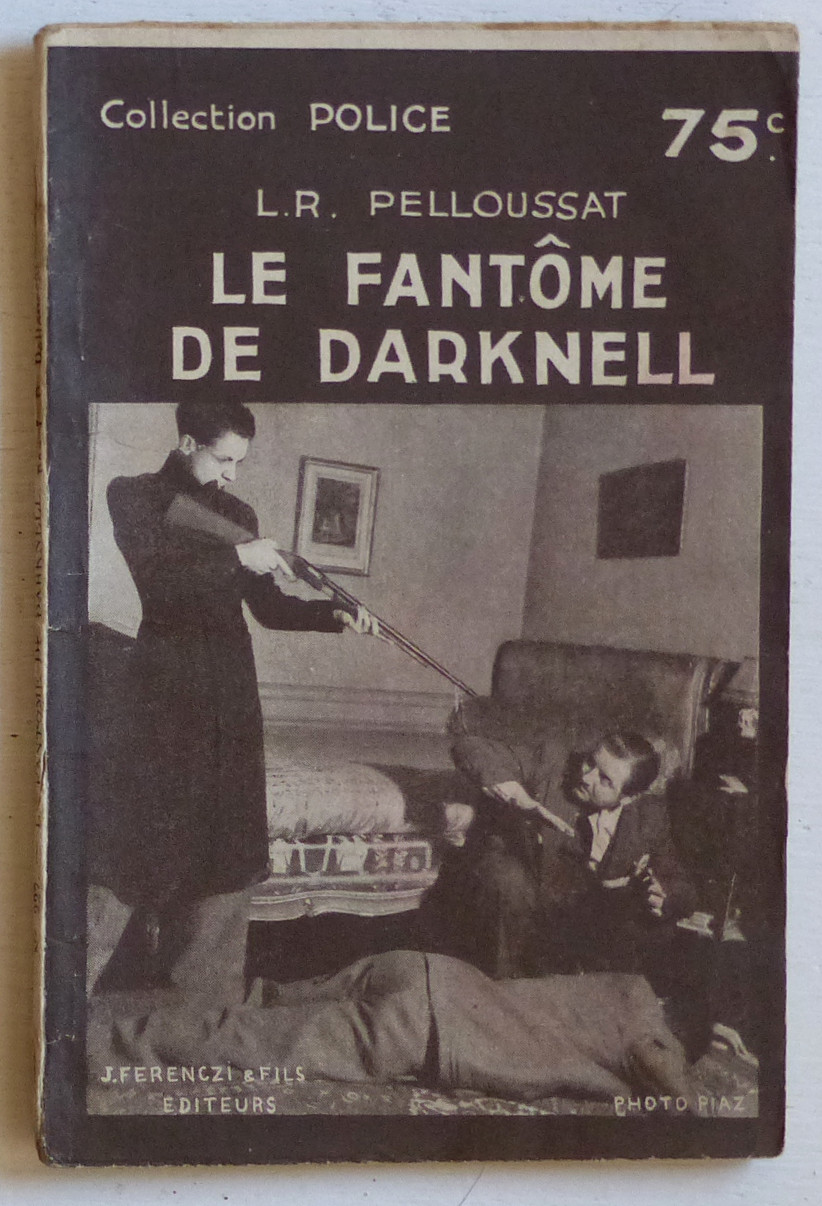 Collection POLICE
75c.
L.R. PELLOUSSAT
LE FANTÔME
DE DARKNELL
J. FERENCZI & FILS
EDITEURS
PHOTO PIAZ